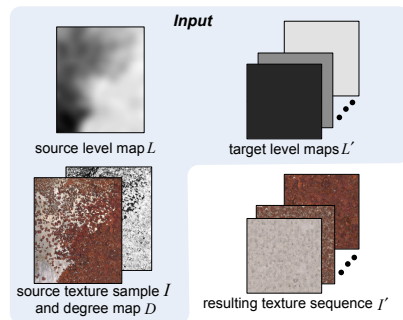 Input
source level map L
target level maps L′
source texture sample I
and degree map D
resulting texture sequence I′